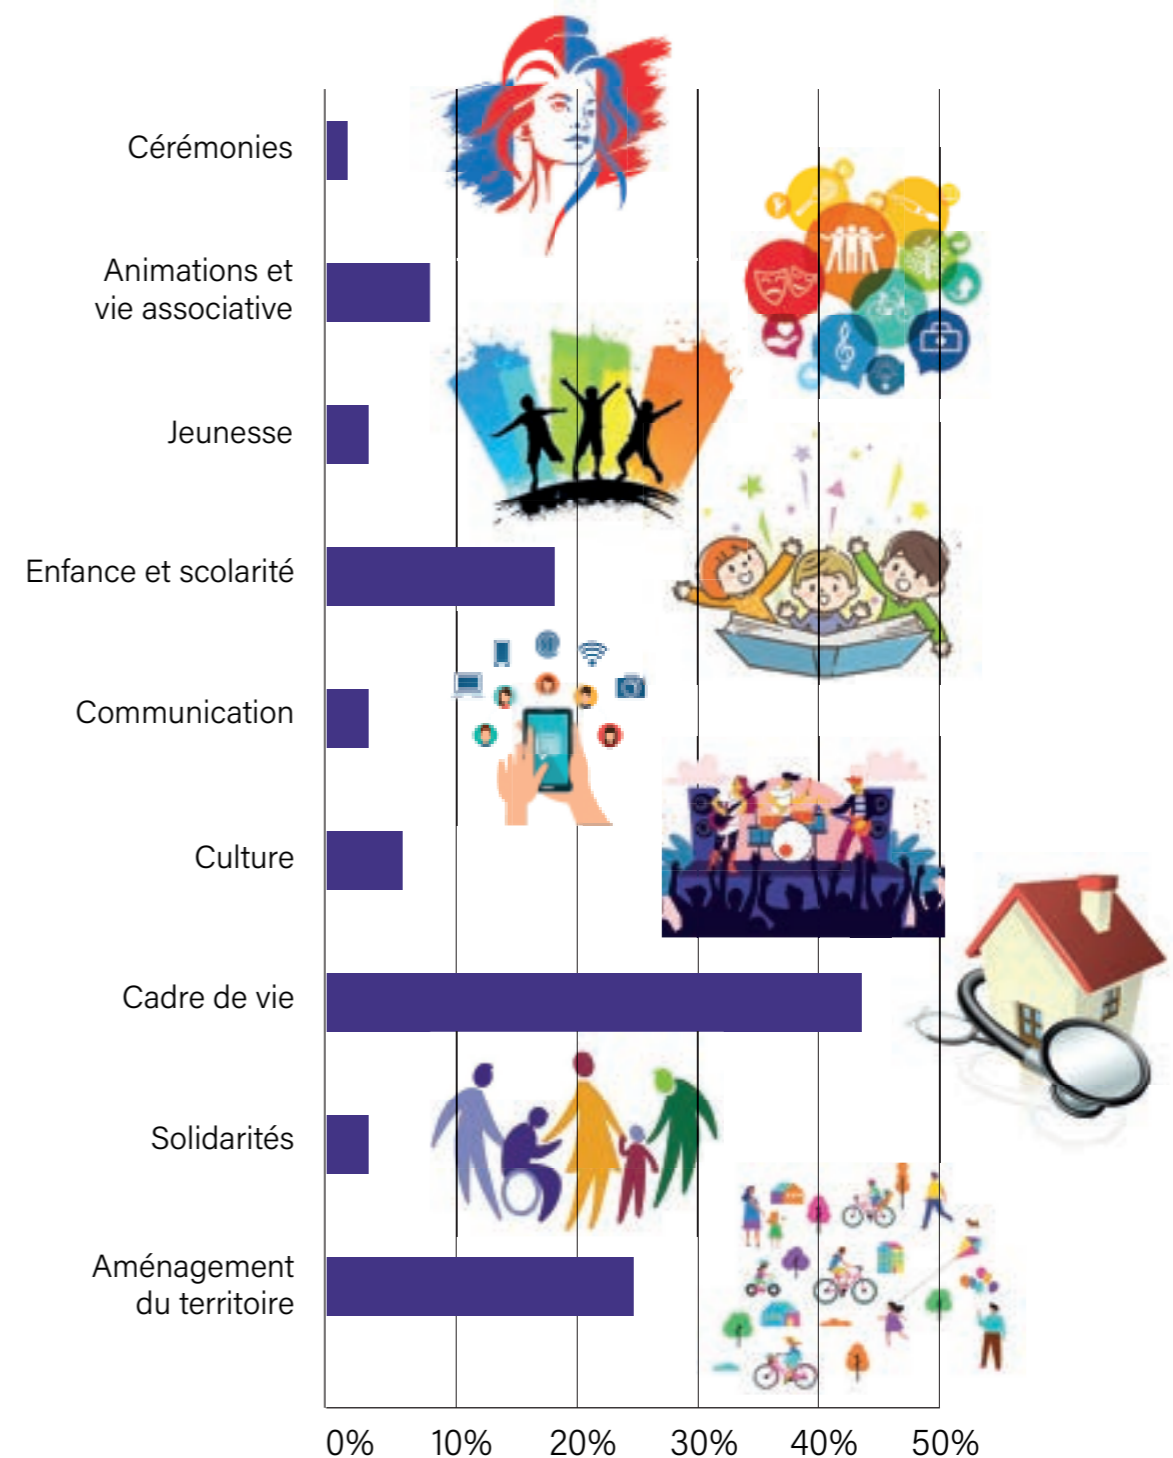 Cérémonies
Animations et
vie associative
Jeunesse
Enfance et scolarité
Communication
Culture
Cadre de vie
Solidarités
Aménagement
du territoire
0% 10% 20% 30% 40% 50%